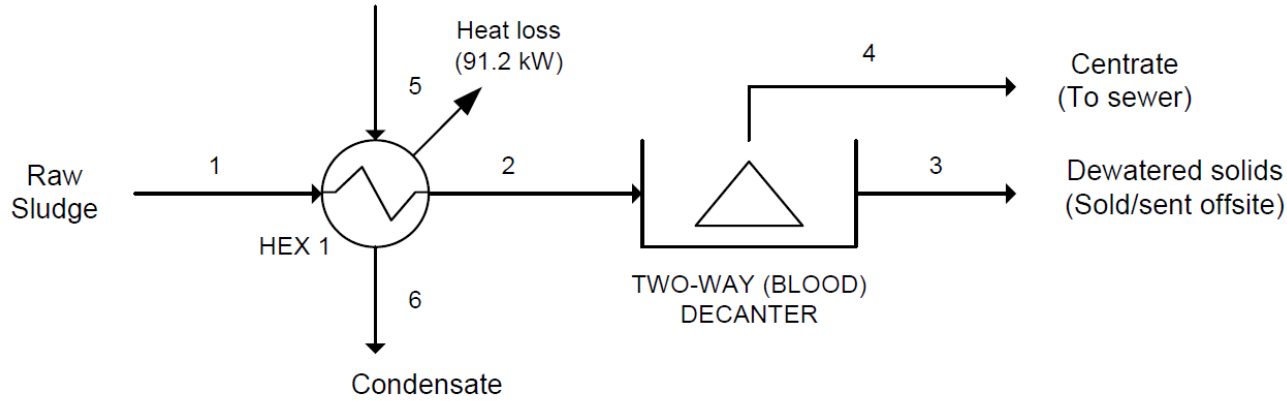 Heat loss
(91.2 kW)
5
4
Centrate
(To sewer)
Raw
Sludge
1
2
3
Dewatered solids
(Sold/sent offsite)
HEX 1
6
TWO-WAY (BLOOD)
DECANTER
Condensate